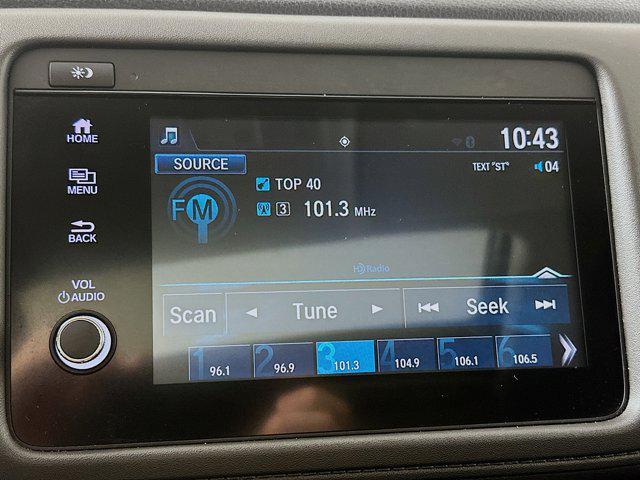 HOME
MENU
BACK
VOL
AUDIO
10:43
SOURCE
TEXT "ST" 04
FM
TOP 40
3 101.3 MHz
HD Radio
Scan Tune Seek
1 96.1 2 96.9 3 101.3 4 104.9 5 106.1 6 106.5